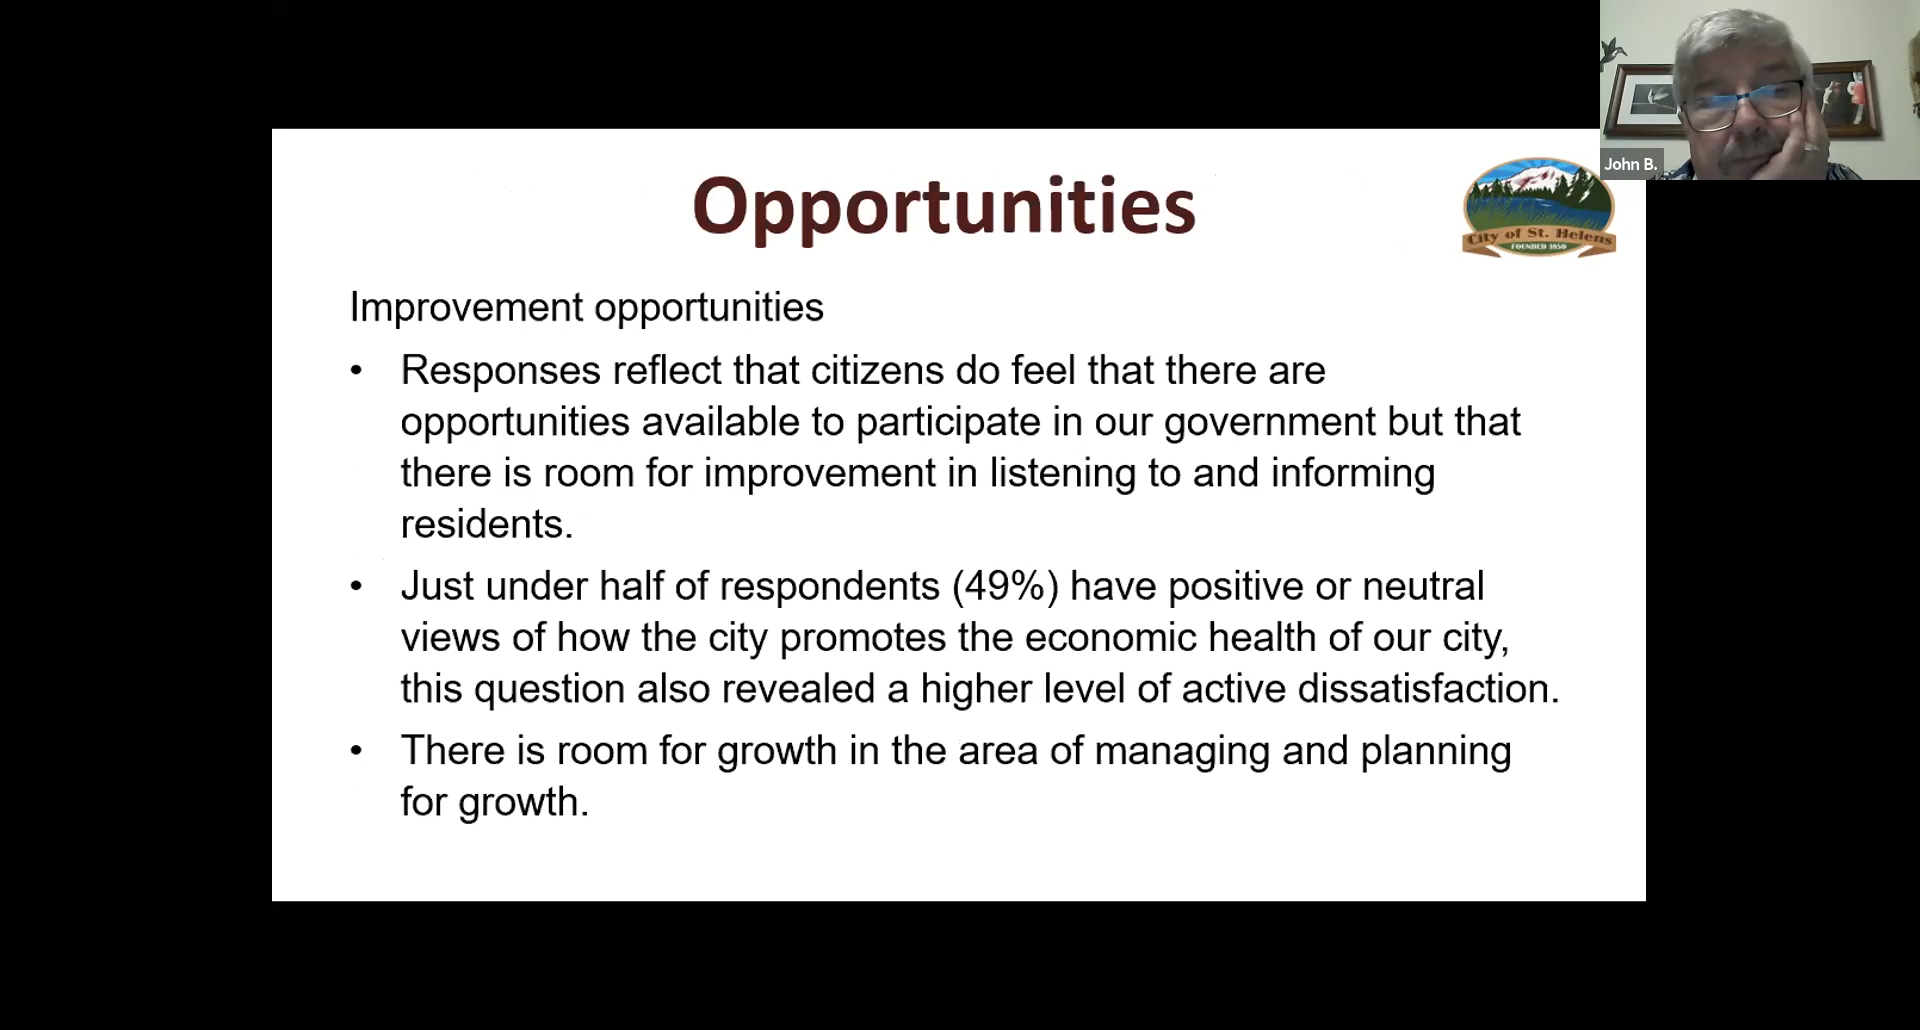 John B.
Opportunities
City of St. Helens
FOUNDED 1850
Improvement opportunities
• Responses reflect that citizens do feel that there are
opportunities available to participate in our government but that
there is room for improvement in listening to and informing
residents.
• Just under half of respondents (49%) have positive or neutral
views of how the city promotes the economic health of our city,
this question also revealed a higher level of active dissatisfaction.
• There is room for growth in the area of managing and planning
for growth.